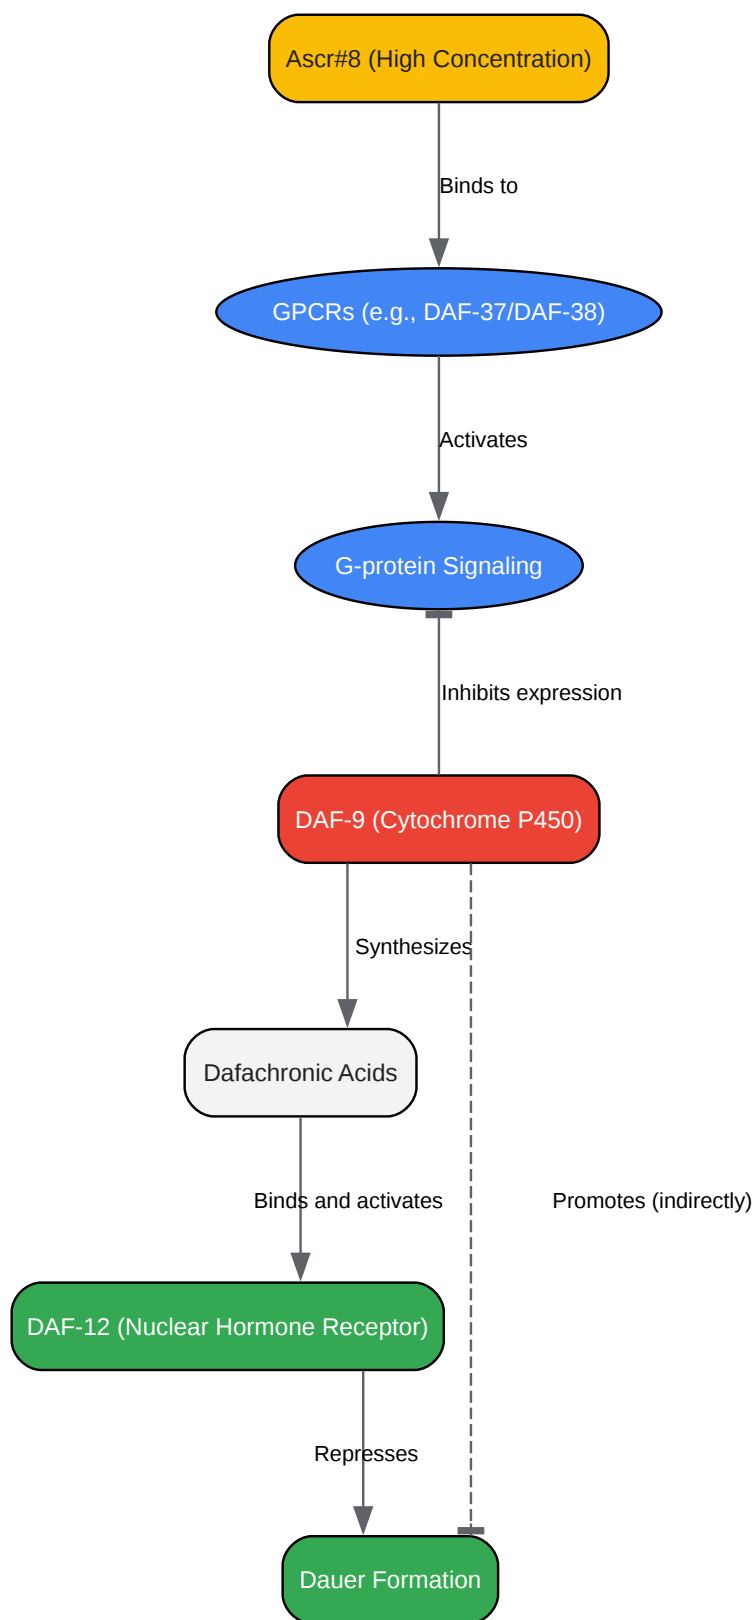 Ascr#8 (High Concentration)
Binds to
GPCRs (e.g., DAF-37/DAF-38)
Activates
G-protein Signaling
Inhibits expression
DAF-9 (Cytochrome P450)
Synthesizes
Dafachronic Acids
Binds and activates
Promotes (indirectly)
DAF-12 (Nuclear Hormone Receptor)
Represses
Dauer Formation